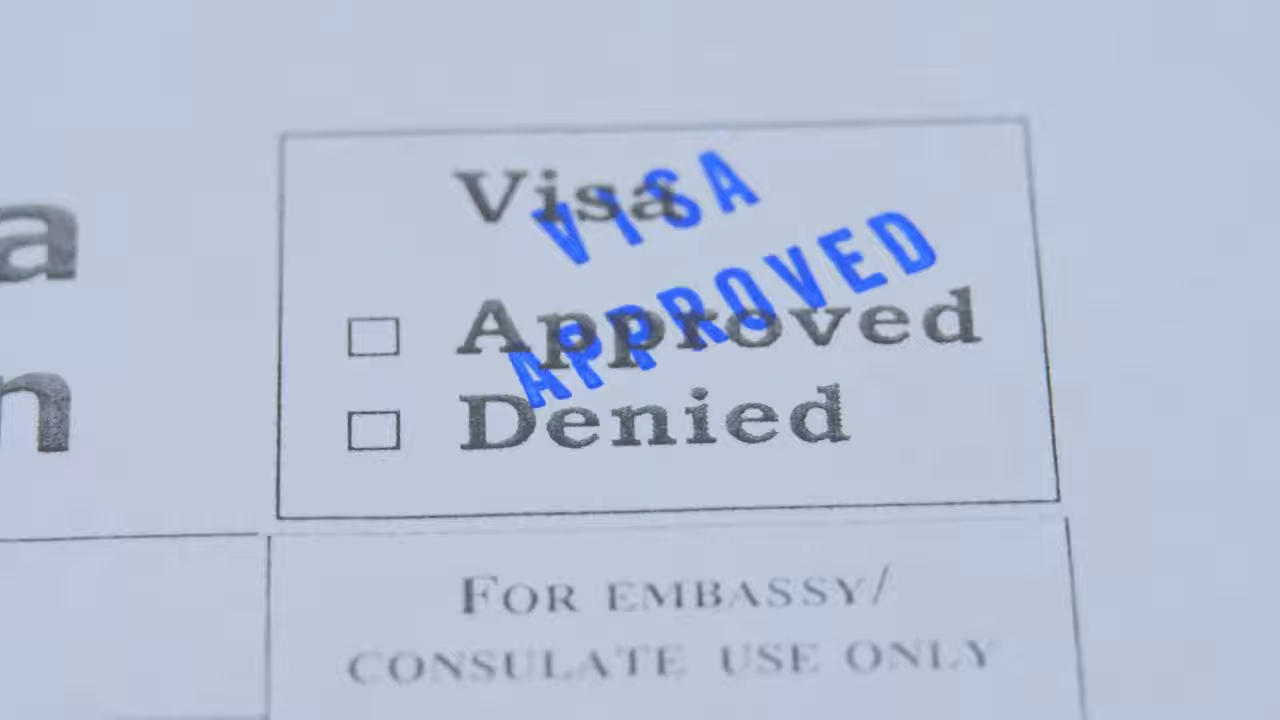 Visa
VISA
APPROVED
☐ Approved
☐ Denied
FOR EMBASSY/
CONSULATE USE ONLY
a
n